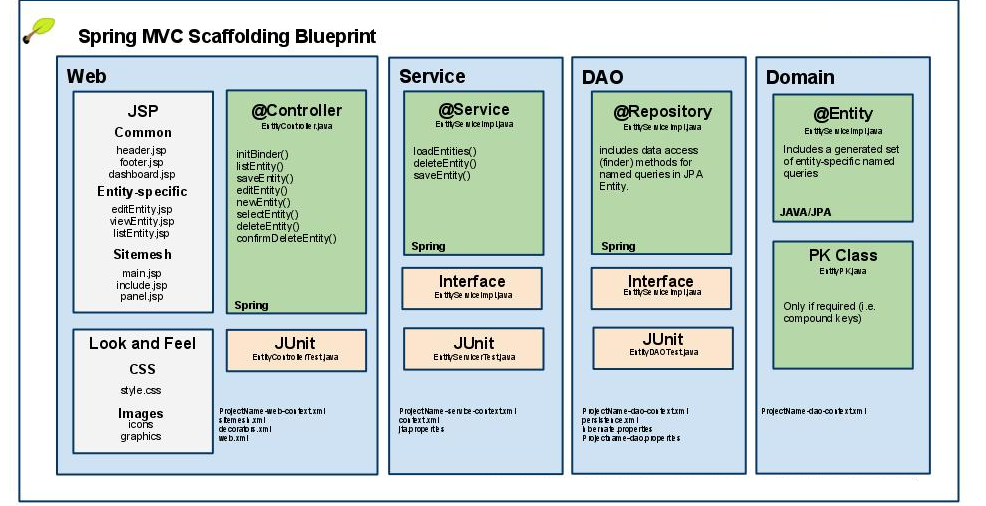 Spring MVC Scaffolding Blueprint
Web
JSP
Common
header.jsp
footer.jsp
dashboard.jsp
Entity-specific
editEntity.jsp
viewEntity.jsp
listEntity.jsp
Sitemesh
main.jsp
include.jsp
panel.jsp
@Controller
EntityController.java
initBinder()
listEntity()
saveEntity()
editEntity()
newEntity()
selectEntity()
deleteEntity()
confirmDeleteEntity()
Spring
Look and Feel
CSS
style.css
Images
icons
graphics
JUnit
EntityControllerTest.java
ProjectName-web-context.xml
sitemesh.xml
decorators.xml
web.xml
Service
@Service
EntityServiceImpl.java
loadEntities()
deleteEntity()
saveEntity()
Spring
Interface
EntityServiceImpl.java
JUnit
EntityServicerTest.java
ProjectName-service-context.xml
context.xml
jta.properties
DAO
@Repository
EntityServiceImpl.java
includes data access
(finder) methods for
named queries in JPA
Entity.
Spring
Interface
EntityServiceImpl.java
JUnit
EntityDAOTest.java
ProjectName-dao-context.xml
persistence.xml
hibernate.properties
Projectname-dao.properties
Domain
@Entity
EntityServiceImpl.java
Includes a generated set
of entity-specific named
queries
JAVA/JPA
PK Class
EntityPK.java
Only if required (i.e.
compound keys)
ProjectName-dao-context.xml